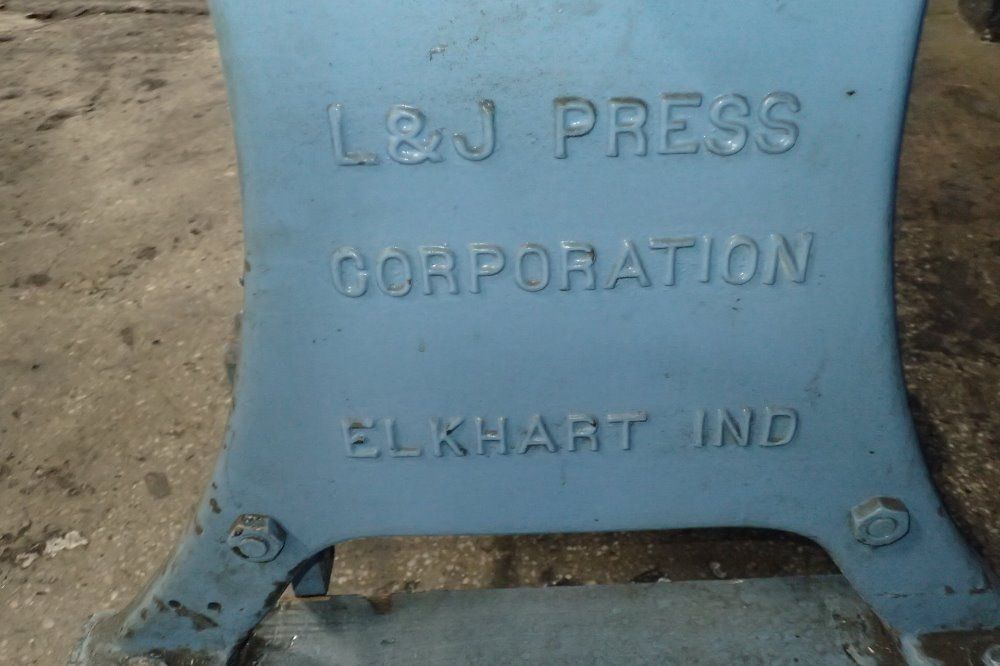 L&J PRESS
CORPORATION
ELKHART IND